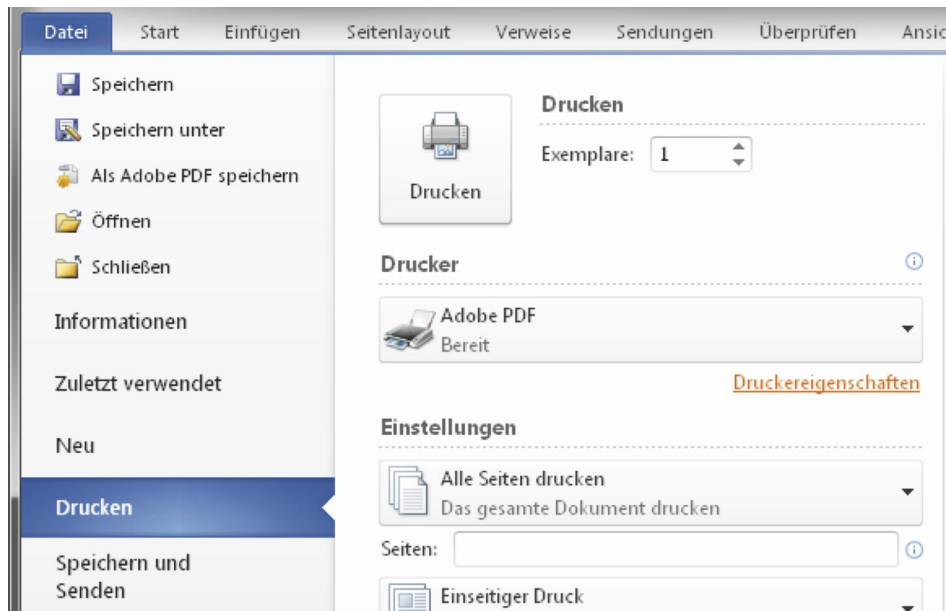 Datei Start Einfügen Seitenlayout Verweise Sendungen Überprüfen
Speichern
Speichern unter
Als Adobe PDF speichern
Öffnen
Schließen
Informationen
Zuletzt verwendet
Neu
Drucken
Speichern und
Senden
Drucken
Drucken
Exemplare: 1
Drucker
Adobe PDF
Bereit
Druckereigenschaften
Einstellungen
Alle Seiten drucken
Das gesamte Dokument drucken
Seiten:
Einseitiger Druck